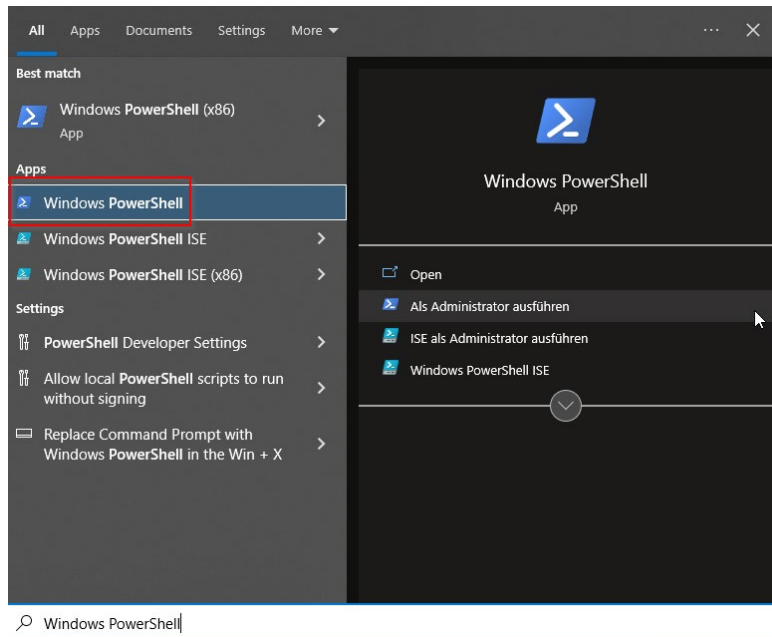 All Apps Documents Settings More
Best match
Windows PowerShell (x86)
App
Apps
Windows PowerShell
Windows PowerShell ISE
Windows PowerShell ISE (x86)
Settings
PowerShell Developer Settings
Allow local PowerShell scripts to run
without signing
Replace Command Prompt with
Windows PowerShell in the Win + X
Windows PowerShell
App
Open
Als Administrator ausführen
ISE als Administrator ausführen
Windows PowerShell ISE
Windows PowerShell